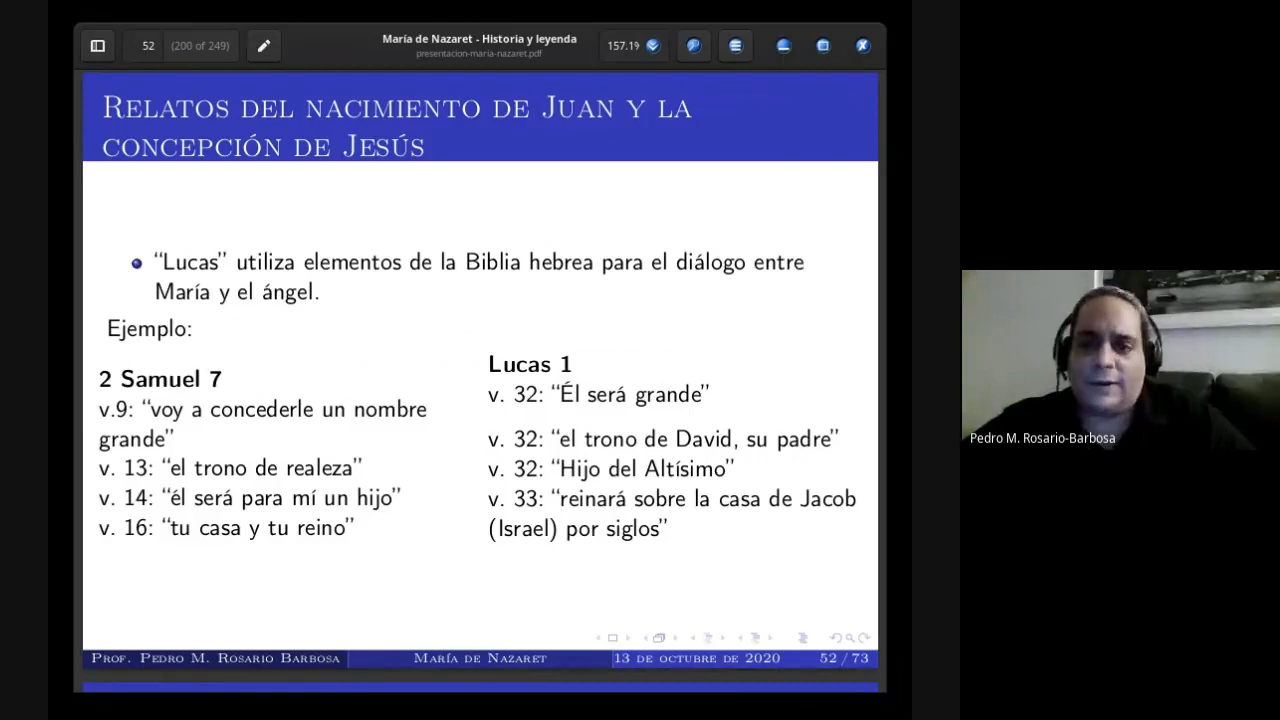 52 (200 of 249)
María de Nazaret - Historia y leyenda
presentacion-maria-nazaret.pdf
157.19
Relatos del nacimiento de Juan y la
concepción de Jesús
“Lucas” utiliza elementos de la Biblia hebrea para el diálogo entre
María y el ángel.
Ejemplo:
2 Samuel 7
v.9: “voy a concederle un nombre
grande”
v. 13: “el trono de realeza”
v. 14: “él será para mí un hijo”
v. 16: “tu casa y tu reino”
Lucas 1
v. 32: “Él será grande”
v. 32: “el trono de David, su padre”
v. 32: “Hijo del Altísimo”
v. 33: “reinará sobre la casa de Jacob
(Israel) por siglos”
Prof. Pedro M. Rosario Barbosa
María de Nazaret
13 de octubre de 2020
52 / 73
Pedro M. Rosario-Barbosa